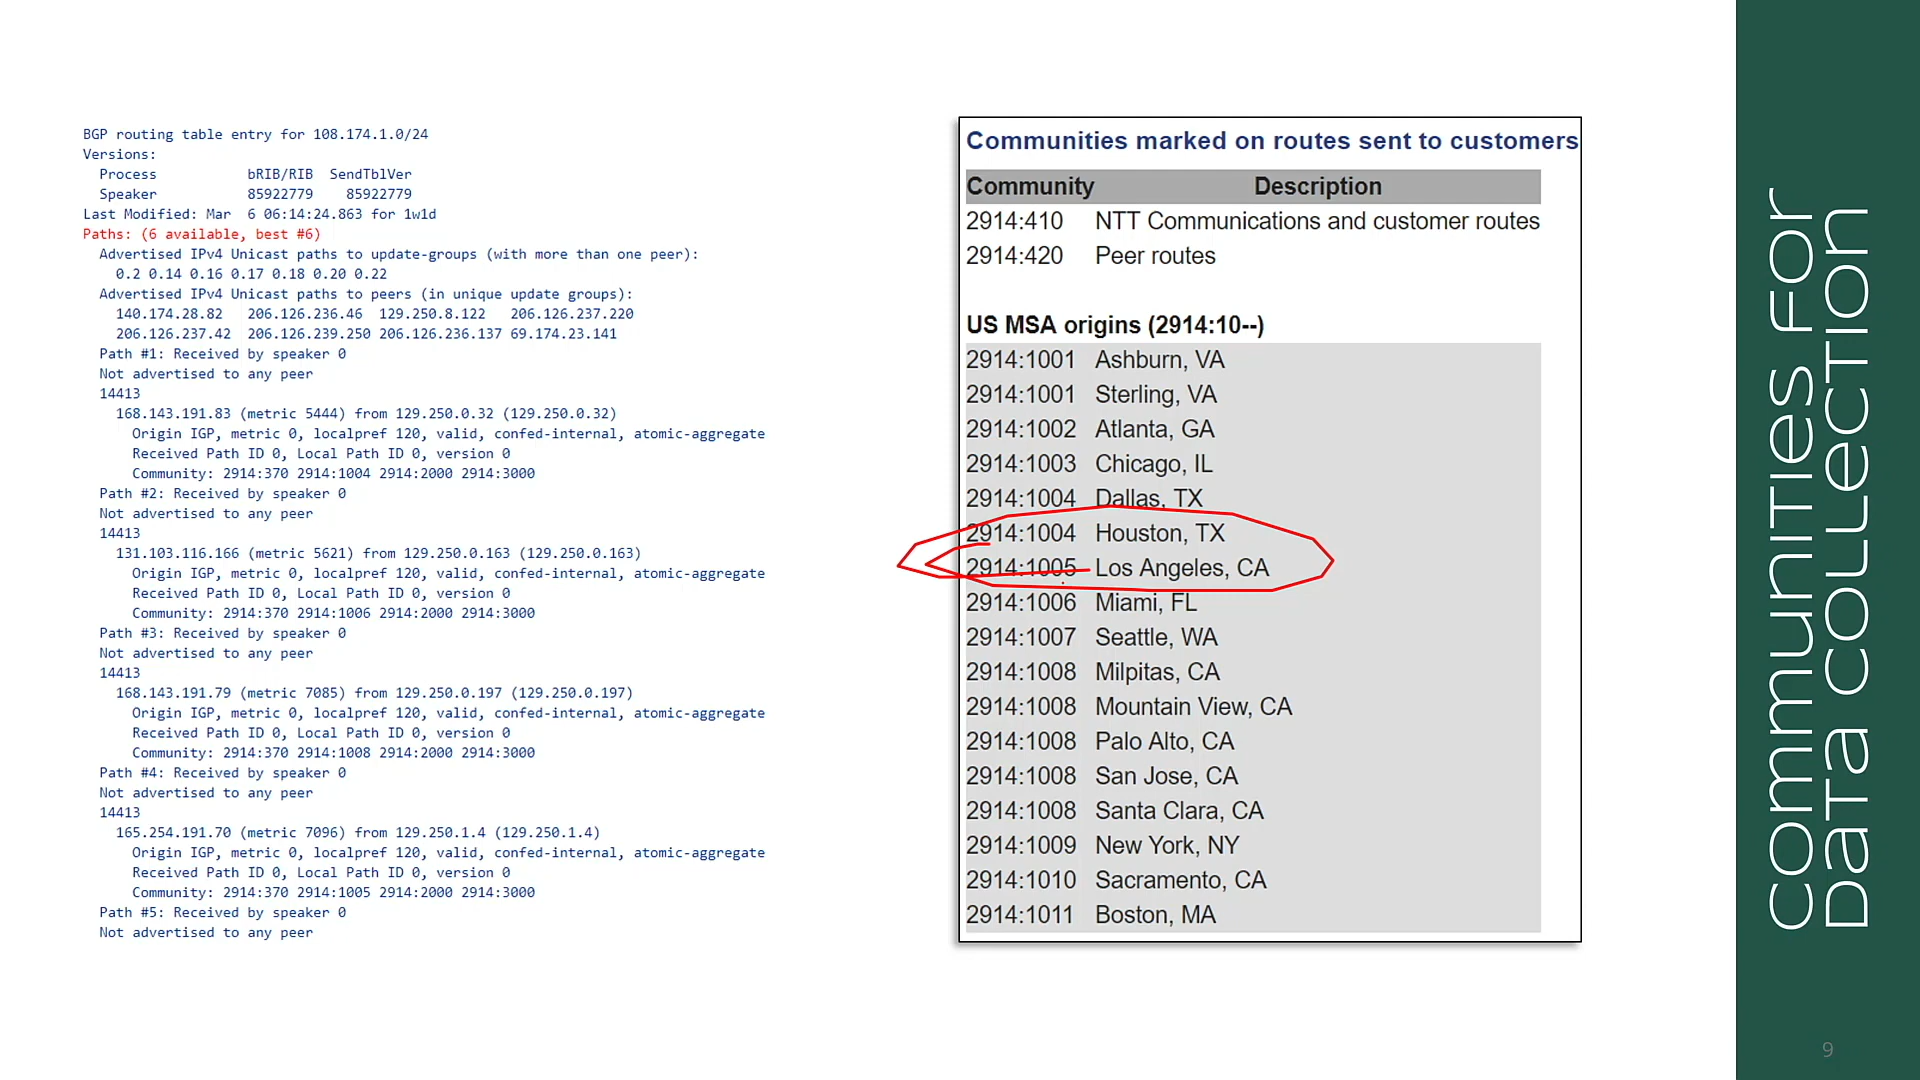 BGP routing table entry for 108.174.1.0/24
Versions:
Process bRIB/RIB SendTblVer
Speaker 85922779 85922779
Last Modified: Mar 6 06:14:24.863 for 1w1d
Paths: (6 available, best #6)
Advertised IPv4 Unicast paths to update-groups (with more than one peer):
0.2 0.14 0.16 0.17 0.18 0.20 0.22
Advertised IPv4 Unicast paths to peers (in unique update groups):
140.174.28.82 206.126.236.46 129.250.8.122 206.126.237.220
206.126.237.42 206.126.239.250 206.126.236.137 69.174.23.141
Path #1: Received by speaker 0
Not advertised to any peer
14413
168.143.191.83 (metric 5444) from 129.250.0.32 (129.250.0.32)
Origin IGP, metric 0, localpref 120, valid, confed-internal, atomic-aggregate
Received Path ID 0, Local Path ID 0, version 0
Community: 2914:370 2914:1004 2914:2000 2914:3000
Path #2: Received by speaker 0
Not advertised to any peer
14413
131.103.116.166 (metric 5621) from 129.250.0.163 (129.250.0.163)
Origin IGP, metric 0, localpref 120, valid, confed-internal, atomic-aggregate
Received Path ID 0, Local Path ID 0, version 0
Community: 2914:370 2914:1006 2914:2000 2914:3000
Path #3: Received by speaker 0
Not advertised to any peer
14413
168.143.191.79 (metric 7085) from 129.250.0.197 (129.250.0.197)
Origin IGP, metric 0, localpref 120, valid, confed-internal, atomic-aggregate
Received Path ID 0, Local Path ID 0, version 0
Community: 2914:370 2914:1008 2914:2000 2914:3000
Path #4: Received by speaker 0
Not advertised to any peer
14413
165.254.191.70 (metric 7096) from 129.250.1.4 (129.250.1.4)
Origin IGP, metric 0, localpref 120, valid, confed-internal, atomic-aggregate
Received Path ID 0, Local Path ID 0, version 0
Community: 2914:370 2914:1005 2914:2000 2914:3000
Path #5: Received by speaker 0
Not advertised to any peer
Communities marked on routes sent to customers
Community Description
2914:410 NTT Communications and customer routes
2914:420 Peer routes
US MSA origins (2914:10--)
2914:1001 Ashburn, VA
2914:1001 Sterling, VA
2914:1002 Atlanta, GA
2914:1003 Chicago, IL
2914:1004 Dallas, TX
2914:1004 Houston, TX
2914:1005 Los Angeles, CA
2914:1006 Miami, FL
2914:1007 Seattle, WA
2914:1008 Milpitas, CA
2914:1008 Mountain View, CA
2914:1008 Palo Alto, CA
2914:1008 San Jose, CA
2914:1008 Santa Clara, CA
2914:1009 New York, NY
2914:1010 Sacramento, CA
2914:1011 Boston, MA
Communities for
Data Collection
9